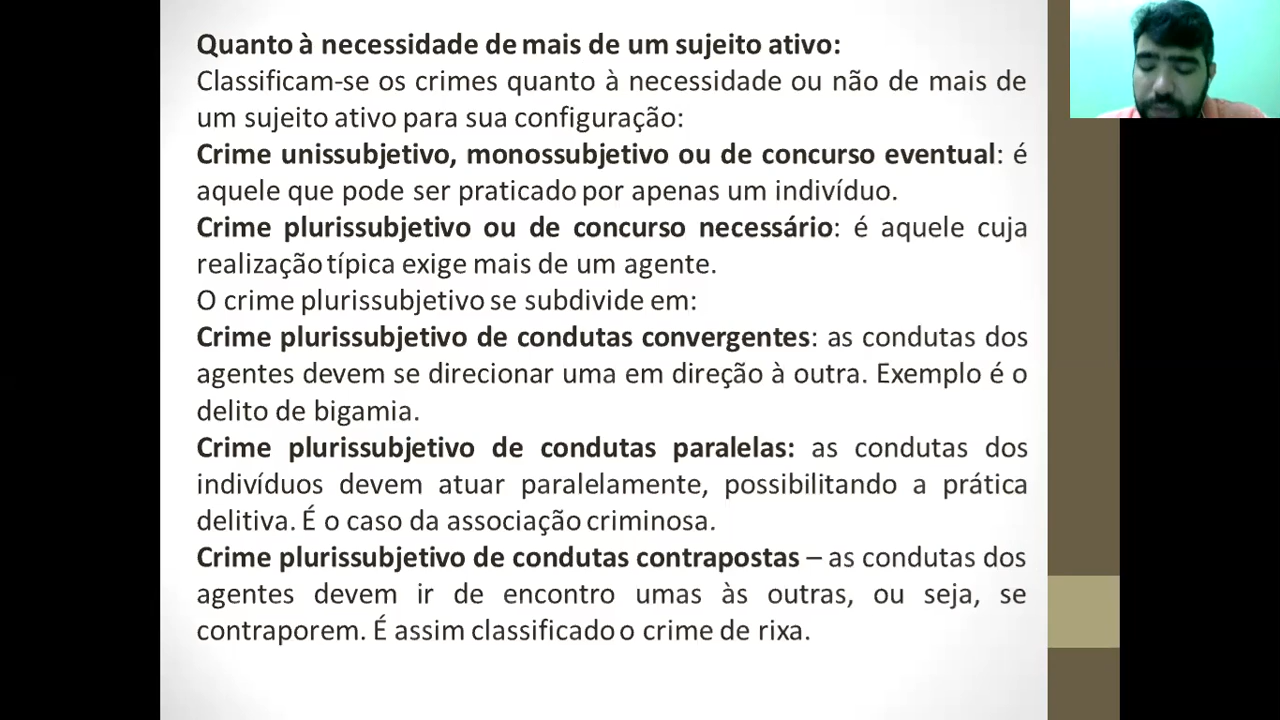 Quanto à necessidade de mais de um sujeito ativo:
Classificam-se os crimes quanto à necessidade ou não de mais de
um sujeito ativo para sua configuração:
Crime unissubjetivo, monossubjetivo ou de concurso eventual: é
aquele que pode ser praticado por apenas um indivíduo.
Crime plurissubjetivo ou de concurso necessário: é aquele cuja
realização típica exige mais de um agente.
O crime plurissubjetivo se subdivide em:
Crime plurissubjetivo de condutas convergentes: as condutas dos
agentes devem se direcionar uma em direção à outra. Exemplo é o
delito de bigamia.
Crime plurissubjetivo de condutas paralelas: as condutas dos
indivíduos devem atuar paralelamente, possibilitando a prática
delitiva. É o caso da associação criminosa.
Crime plurissubjetivo de condutas contrapostas – as condutas dos
agentes devem ir de encontro umas às outras, ou seja, se
contraporem. É assim classificado o crime de rixa.